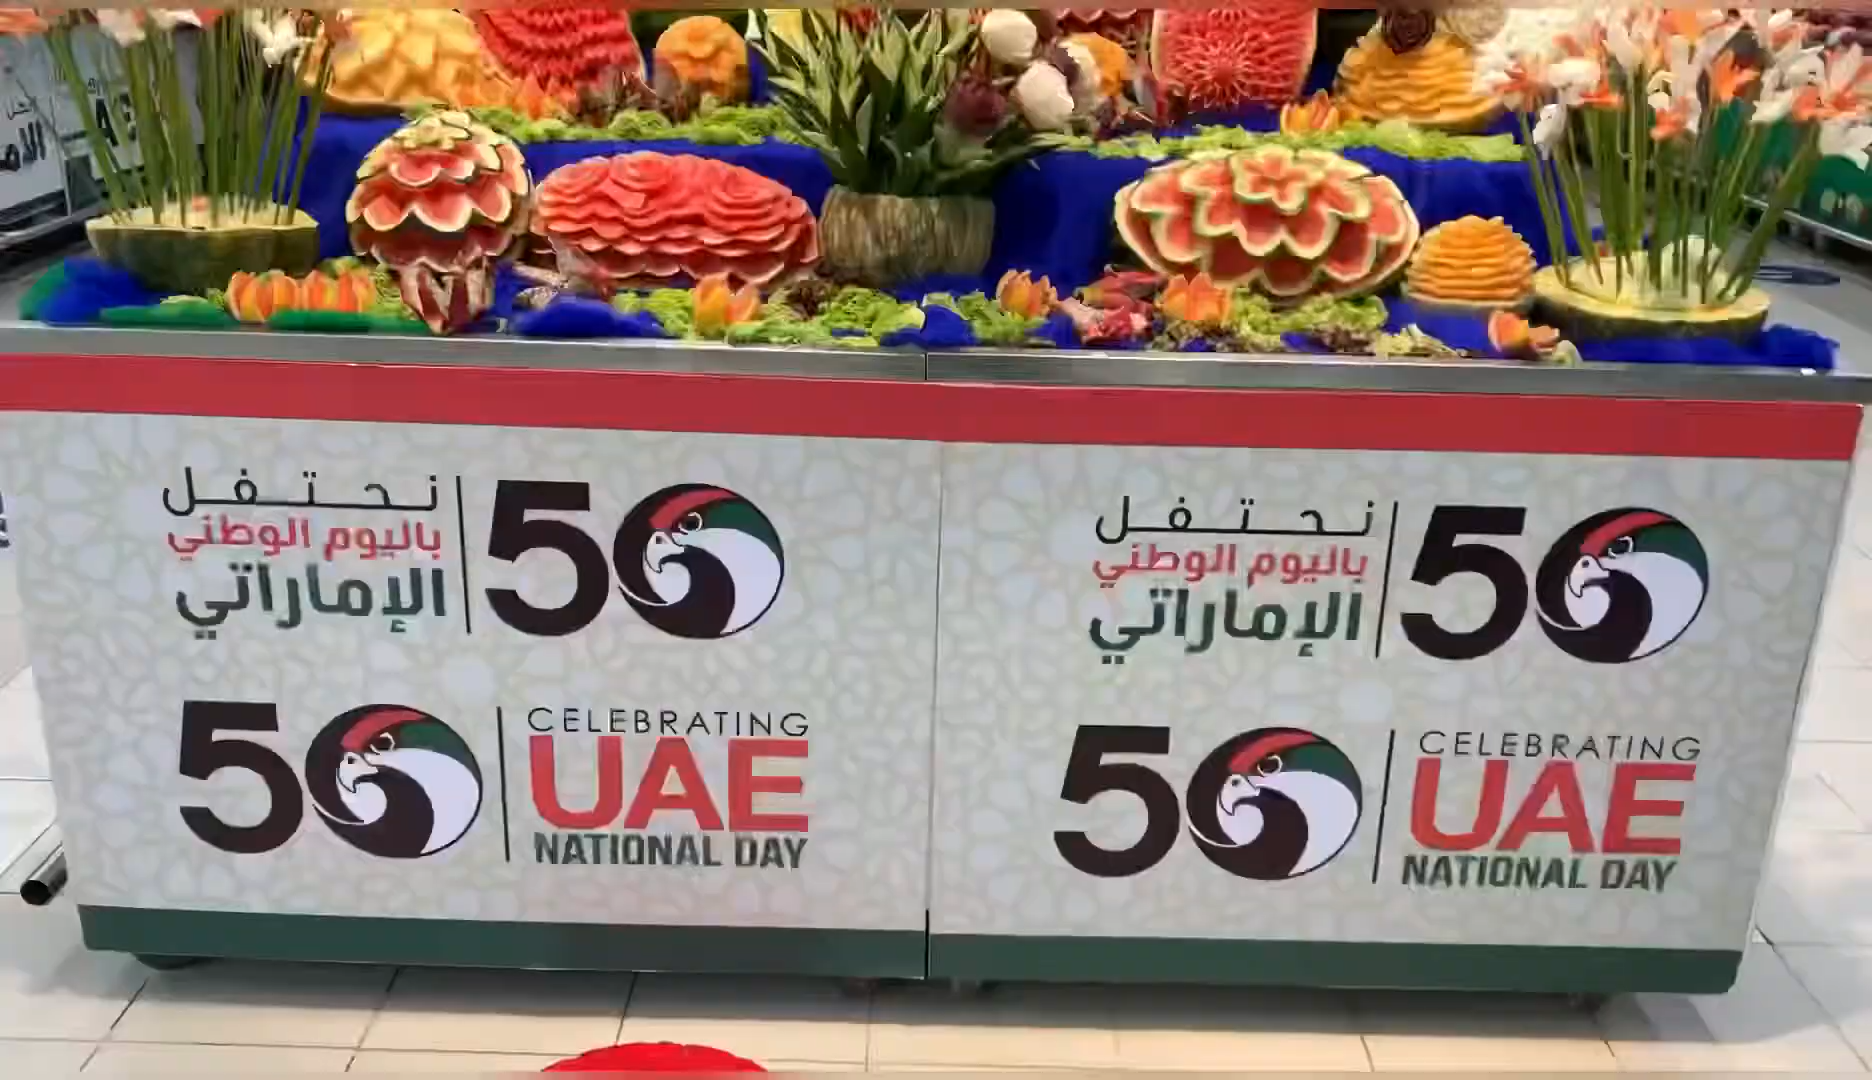 نحتفل
باليوم الوطني
الإماراتي
50
50
CELEBRATING
UAE
NATIONAL DAY
نحتفل
باليوم الوطني
الإماراتي
50
50
CELEBRATING
UAE
NATIONAL DAY